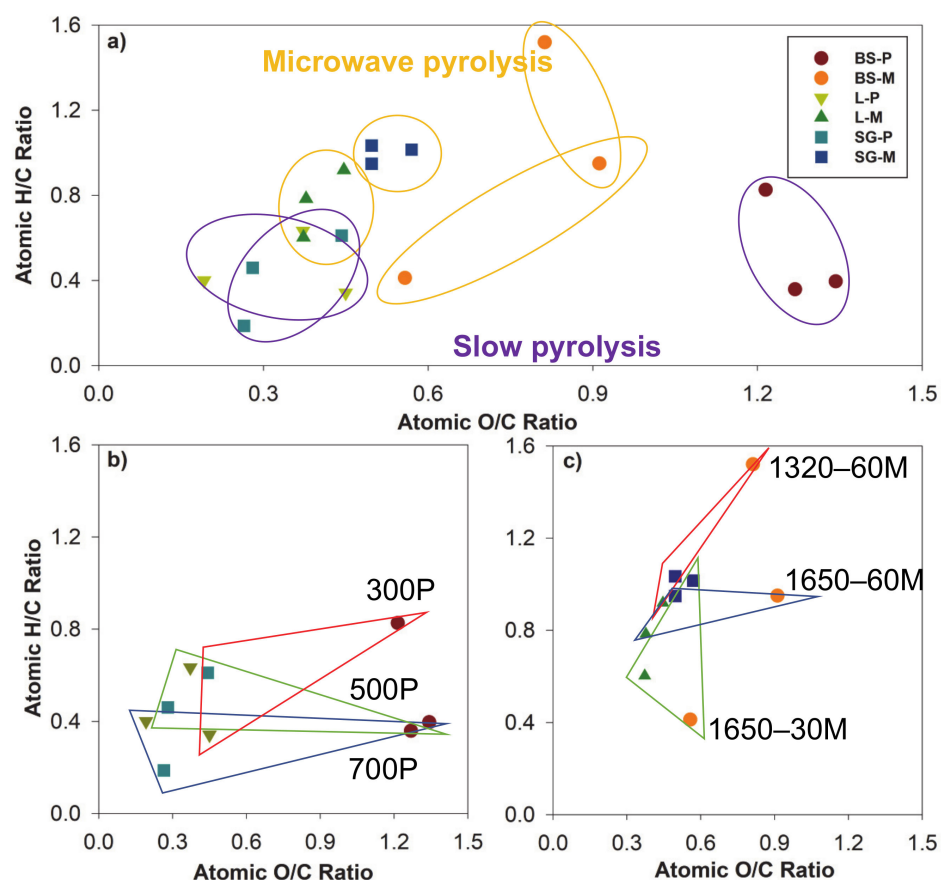 a)
Microwave pyrolysis
BS-P
BS-M
L-P
L-M
SG-P
SG-M
Slow pyrolysis
Atomic H/C Ratio
1.6
1.2
0.8
0.4
0.0
0.0 0.3 0.6 0.9 1.2 1.5
Atomic O/C Ratio
b)
300P
500P
700P
Atomic H/C Ratio
1.6
1.2
0.8
0.4
0.0
0.0 0.3 0.6 0.9 1.2 1.5
Atomic O/C Ratio
c)
1320–60M
1650–60M
1650–30M
Atomic H/C Ratio
1.6
1.2
0.8
0.4
0.0
0.0 0.3 0.6 0.9 1.2 1.5
Atomic O/C Ratio